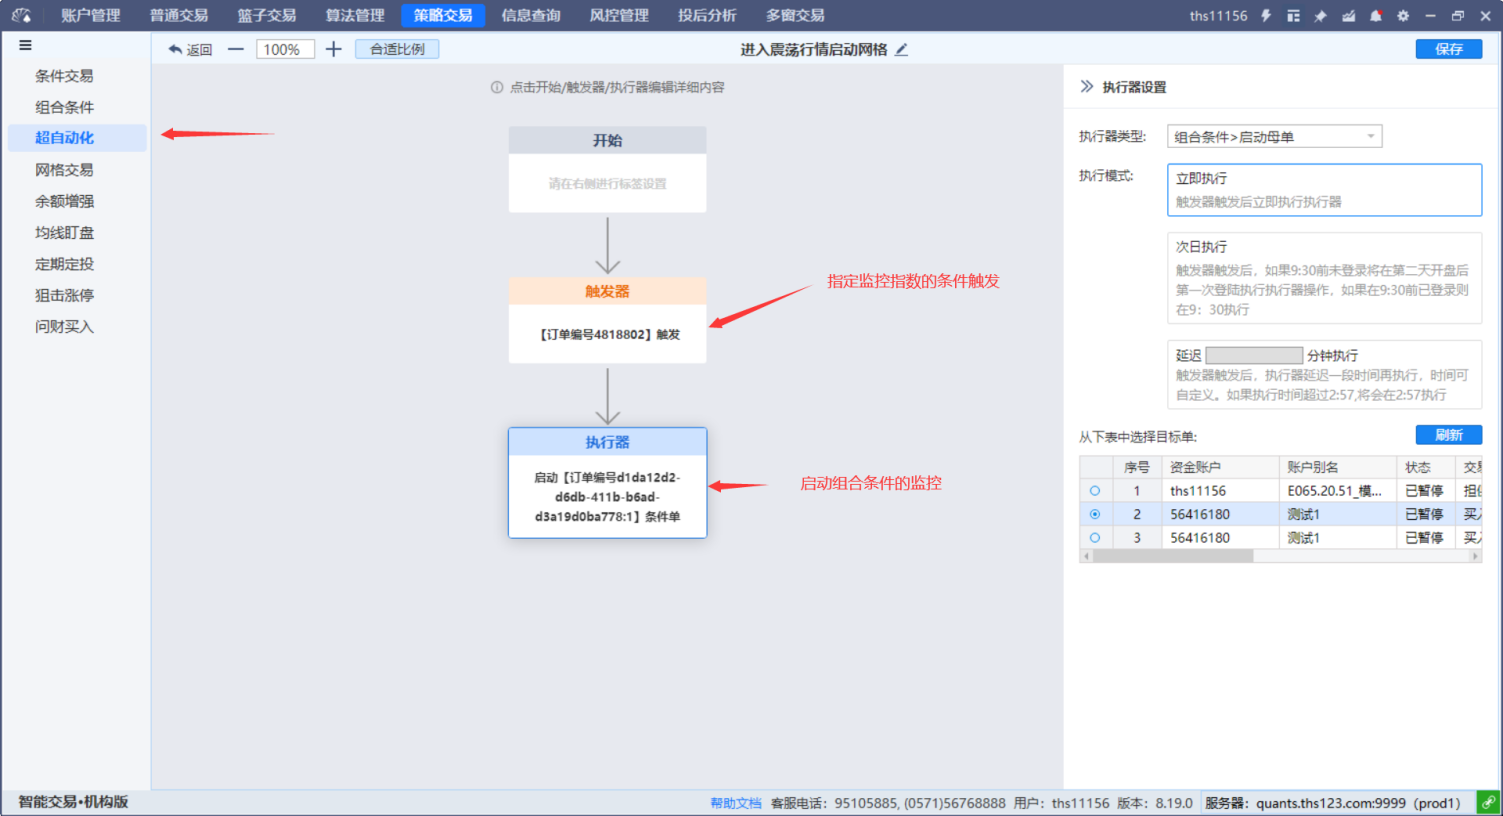 账户管理 普通交易 篮子交易 算法管理 策略交易 信息查询 风控管理 投后分析 多窗交易 ths11156
返回 100% 合适比例 进入震荡行情启动网格 保存
条件交易
组合条件
超自动化
网格交易
余额增强
均线盯盘
定期定投
狙击涨停
问财买入
点击开始/触发器/执行器编辑详细内容
开始
请在右侧进行标签设置
触发器
【订单编号4818802】触发
指定监控指数的条件触发
执行器
启动【订单编号d1da12d2-
d6db-411b-b6ad-
d3a19d0ba778:1】条件单
启动组合条件的监控
执行器设置
执行器类型: 组合条件>启动母单
执行模式: 立即执行
触发器触发后立即执行执行器
次日执行
触发器触发后，如果9:30前未登录将在第二天开盘后
第一次登陆执行执行器操作，如果在9:30前已登录则
在9：30执行
延迟 分钟执行
触发器触发后，执行器延迟一段时间再执行，时间可
自定义。如果执行时间超过2:57,将会在2:57执行
从下表中选择目标单: 刷新
序号 资金账户 账户别名 状态
1 ths11156 E065.20.51_模... 已暂停
2 56416180 测试1 已暂停
3 56416180 测试1 已暂停
智能交易•机构版 帮助文档 客服电话：95105885, (0571)56768888 用户：ths11156 版本：8.19.0 服务器：quants.ths123.com:9999（prod1）